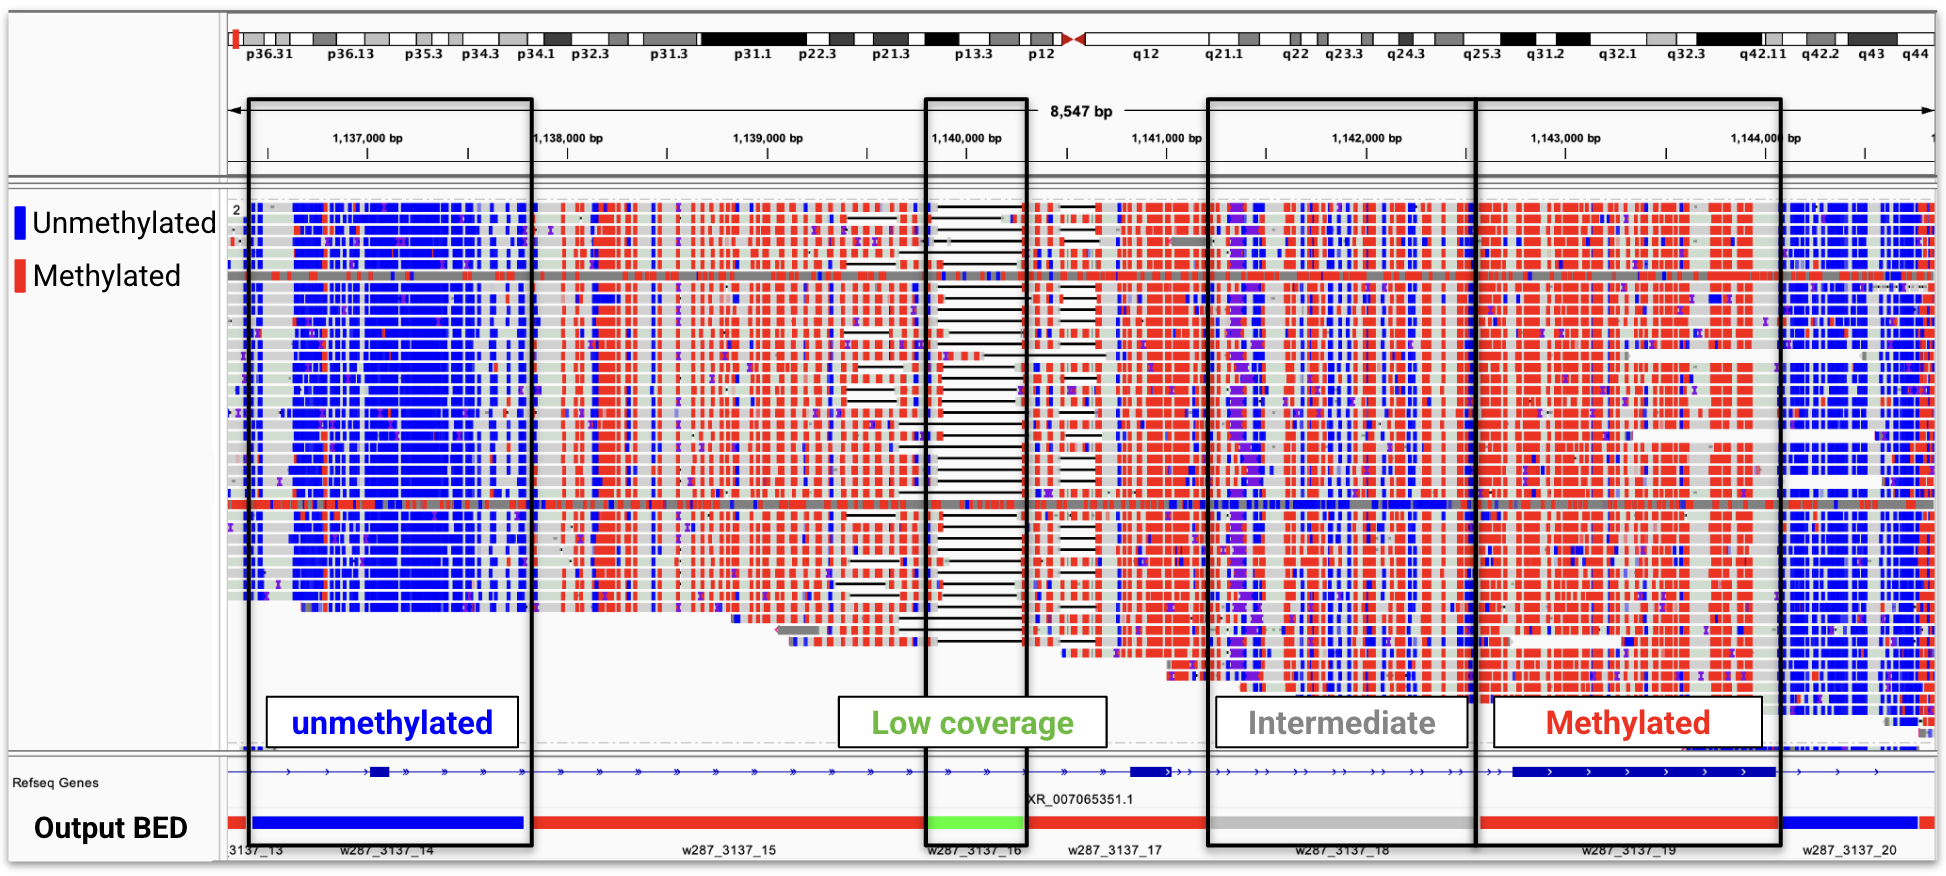 p36.31 p36.13 p35.3 p34.3 p34.1 p32.3 p31.3 p31.1 p22.3 p21.3 p13.3 p12 q12 q21.1 q22 q23.3 q24.3 q25.3 q31.2 q32.1 q32.3 q42.11 q42.2 q43 q44
8,547 bp
1,137,000 bp 1,138,000 bp 1,139,000 bp 1,140,000 bp 1,141,000 bp 1,142,000 bp 1,143,000 bp 1,144,000 bp 1
2
Unmethylated
Methylated
unmethylated Low coverage Intermediate Methylated
Refseq Genes
XR_007065351.1
Output BED
3137_13 w287_3137_14 w287_3137_15 w287_3137_16 w287_3137_17 w287_3137_18 w287_3137_19 w287_3137_20